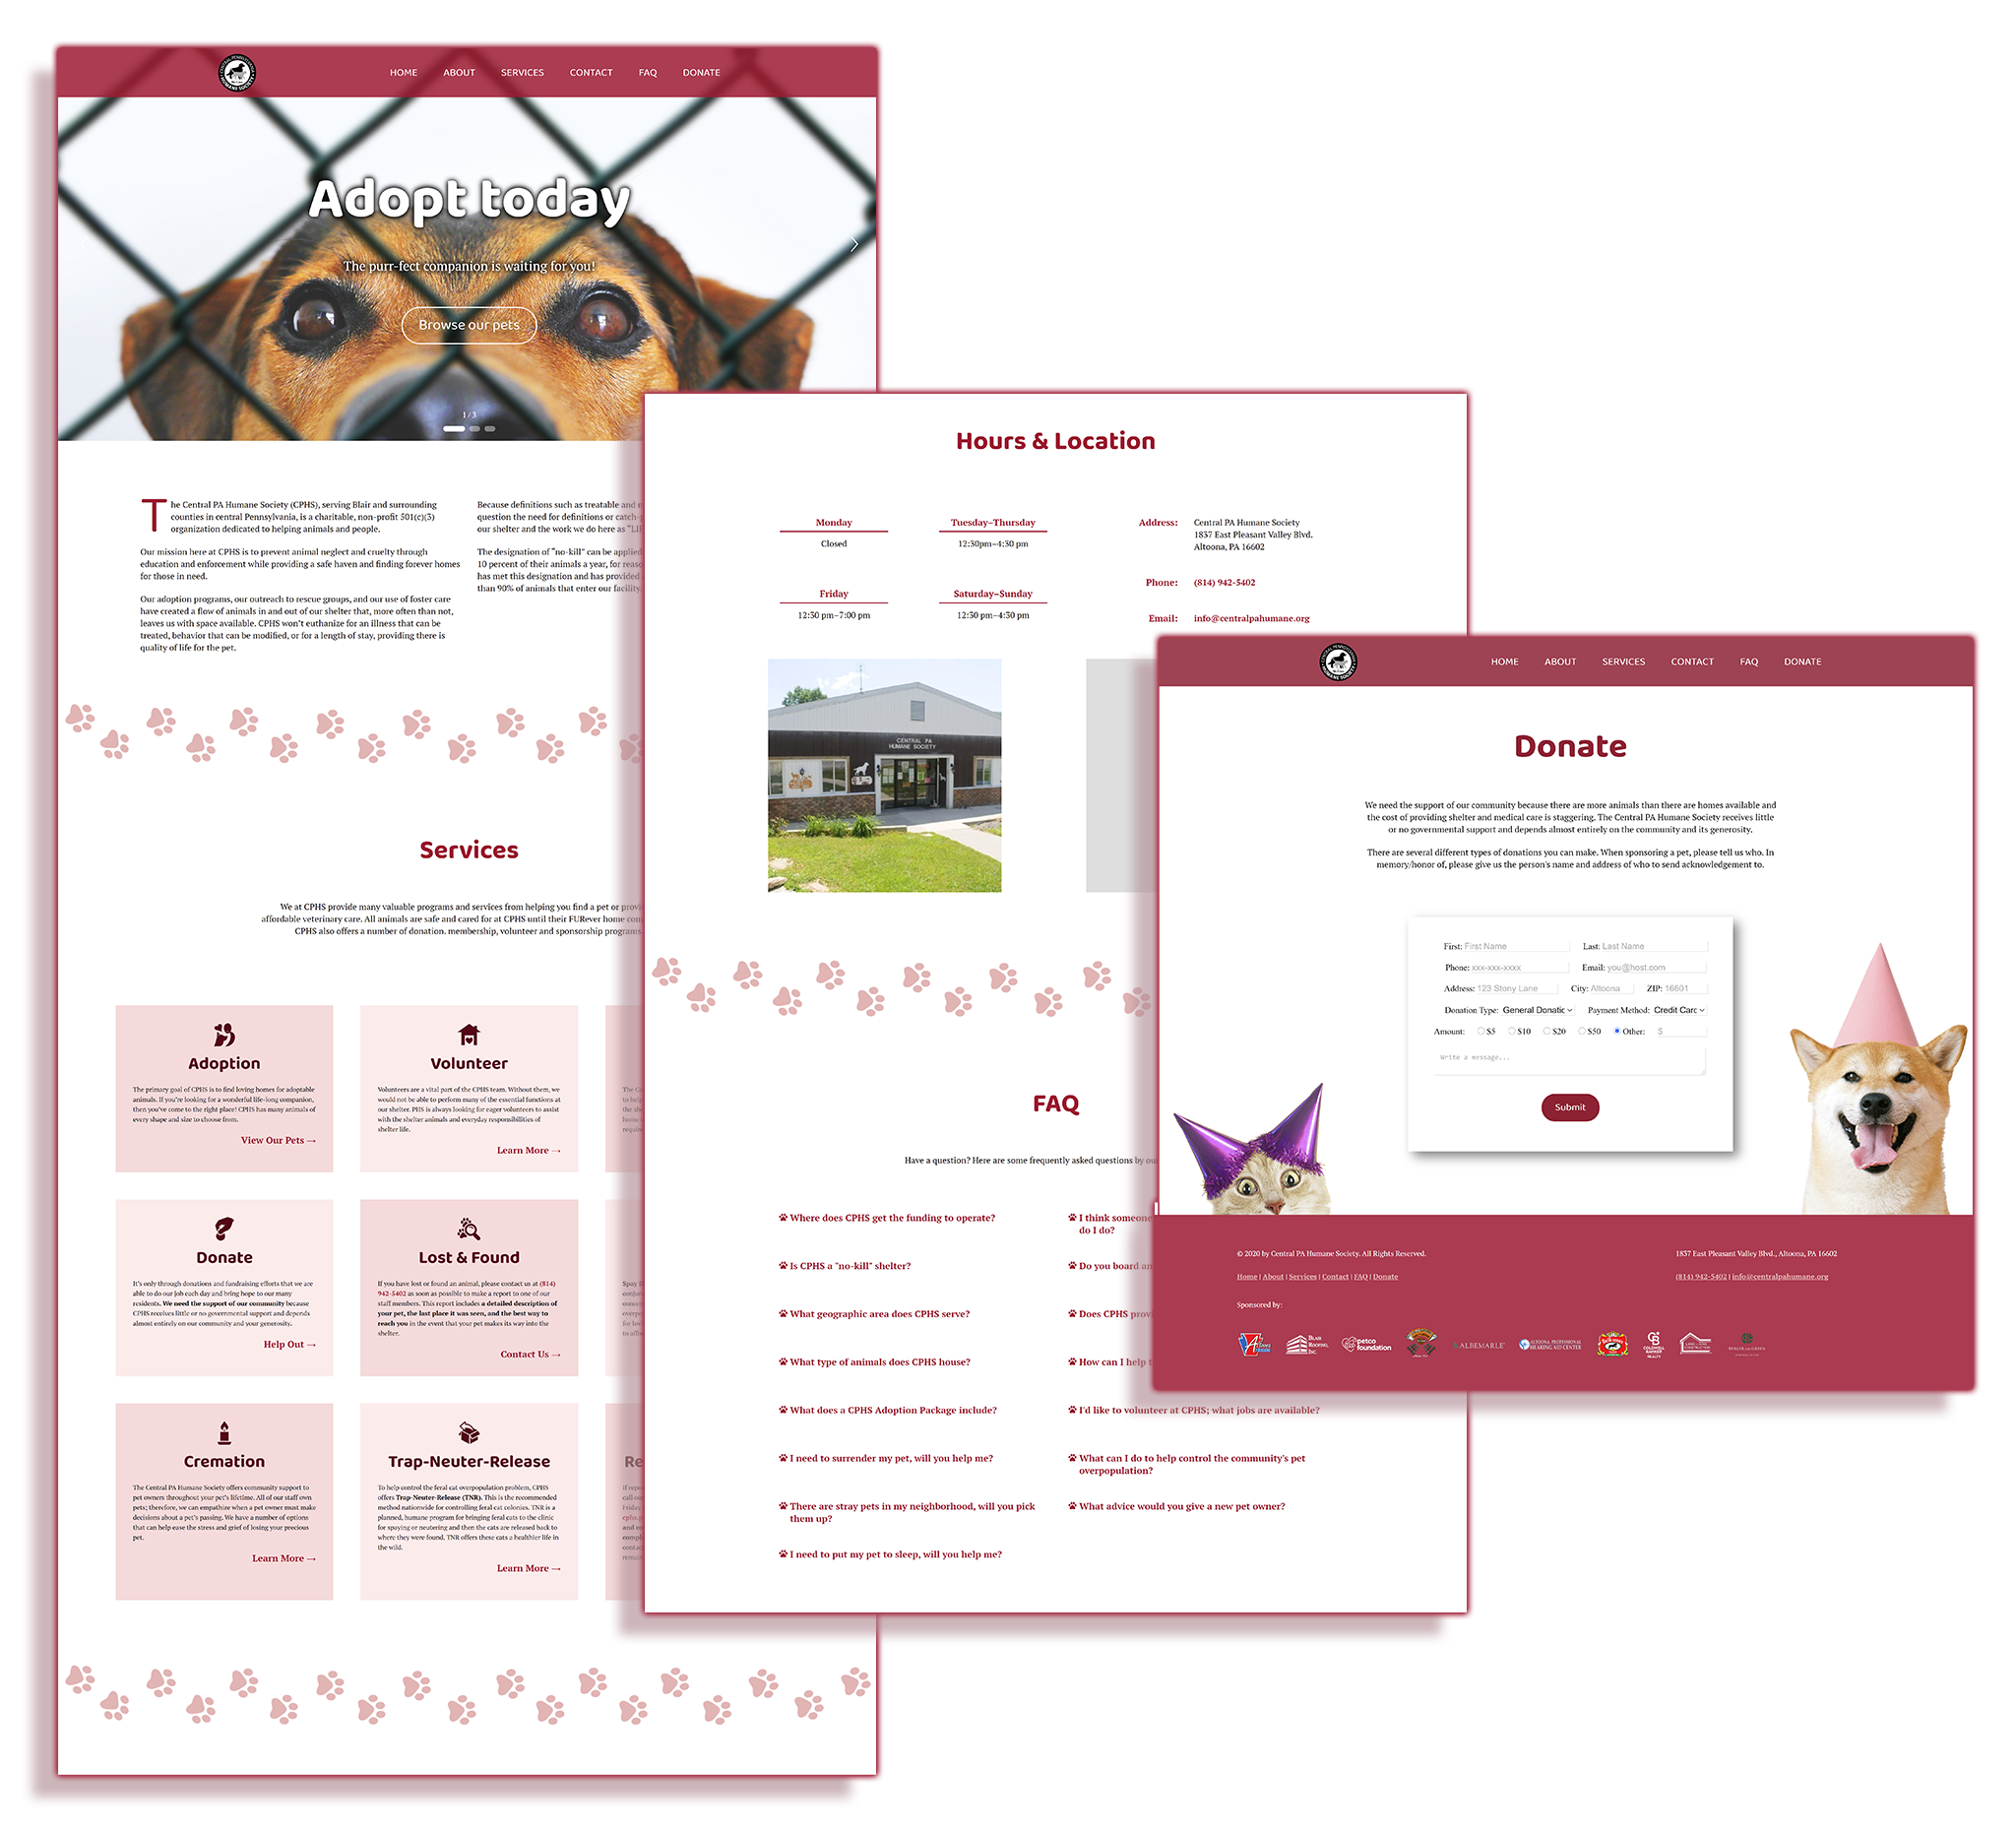 CENTRAL PENNSYLVANIA
HUMANE SOCIETY
HOME ABOUT SERVICES CONTACT FAQ DONATE
Adopt today
The purr-fect companion is waiting for you!
Browse our pets
1/3
The Central PA Humane Society (CPHS), serving Blair and surrounding
counties in central Pennsylvania, is a charitable, non-profit 501(c)(3)
organization dedicated to helping animals and people.
Our mission here at CPHS is to prevent animal neglect and cruelty through
education and enforcement while providing a safe haven and finding forever homes
for those in need.
Our adoption programs, our outreach to rescue groups, and our use of foster care
have created a flow of animals in and out of our shelter that, more often than not,
leaves us with space available. CPHS won't euthanize for an illness that can be
treated, behavior that can be modified, or for a length of stay, providing there is
quality of life for the pet.
Because definitions such as treatable and
question the need for definitions or catch-
our shelter and the work we do here as "LI
The designation of "no-kill" can be applied
10 percent of their animals a year, for reaso
has met this designation and has provided
than 90% of animals that enter our facility.
Services
We at CPHS provide many valuable programs and services from helping you find a pet or provi
affordable veterinary care. All animals are safe and cared for at CPHS until their FURever home con
CPHS also offers a number of donation. membership, volunteer and sponsorship programs.
Adoption
The primary goal of CPHS is to find loving homes for adoptable
animals. If you're looking for a wonderful life-long companion,
then you've come to the right place! CPHS has many animals of
every shape and size to choose from.
View Our Pets →
Volunteer
Volunteers are a vital part of the CPHS team. Without them, we
would not be able to perform many of the essential functions at
our shelter. PHS is always looking for eager volunteers to assist
with the shelter animals and everyday responsibilities of
shelter life.
Learn More →
The C
to help
the sh
home
requir
Donate
It's only through donations and fundraising efforts that we are
able to do our job each day and bring hope to our many
residents. We need the support of our community because
CPHS receives little or no governmental support and depends
almost entirely on our community and your generosity.
Help Out →
Lost & Found
If you have lost or found an animal, please contact us at (814)
942-5402 as soon as possible to make a report to one of our
staff members. This report includes a detailed description of
your pet, the last place it was seen, and the best way to
reach you in the event that your pet makes its way into the
shelter.
Contact Us →
Spay
conju
conce
overp
for lo
to aff
Cremation
The Central PA Humane Society offers community support to
pet owners throughout your pet's lifetime. All of our staff own
pets; therefore, we can empathize when a pet owner must make
decisions about a pet's passing. We have a number of options
that can help ease the stress and grief of losing your precious
pet.
Learn More →
Trap-Neuter-Release
To help control the feral cat overpopulation problem, CPHS
offers Trap-Neuter-Release (TNR). This is the recommended
method nationwide for controlling feral cat colonies. TNR is a
planned, humane program for bringing feral cats to the clinic
for spaying or neutering and then the cats are released back to
where they were found. TNR offers these cats a healthier life in
the wild.
Learn More →
Re
If repo
call ou
Friday
cphs.p
and e
compl
conta
remai
Hours & Location
Monday
Closed
Tuesday–Thursday
12:30pm–4:30 pm
Friday
12:30 pm–7:00 pm
Saturday–Sunday
12:30 pm–4:30 pm
Address: Central PA Humane Society
1837 East Pleasant Valley Blvd.
Altoona, PA 16602
Phone: (814) 942-5402
Email: info@centralpahumane.org
CENTRAL PA
HUMANE SOCIETY
FAQ
Have a question? Here are some frequently asked questions by ou
Where does CPHS get the funding to operate?
Is CPHS a "no-kill" shelter?
What geographic area does CPHS serve?
What type of animals does CPHS house?
What does a CPHS Adoption Package include?
I need to surrender my pet, will you help me?
There are stray pets in my neighborhood, will you pick
them up?
I need to put my pet to sleep, will you help me?
I think someone
do I do?
Do you board an
Does CPHS provi
How can I help t
I'd like to volunteer at CPHS; what jobs are available?
What can I do to help control the community's pet
overpopulation?
What advice would you give a new pet owner?
CENTRAL PENNSYLVANIA
HUMANE SOCIETY
HOME ABOUT SERVICES CONTACT FAQ DONATE
Donate
We need the support of our community because there are more animals than there are homes available and
the cost of providing shelter and medical care is staggering. The Central PA Humane Society receives little
or no governmental support and depends almost entirely on the community and its generosity.
There are several different types of donations you can make. When sponsoring a pet, please tell us who. In
memory/honor of, please give us the person's name and address of who to send acknowledgement to.
First: First Name Last: Last Name
Phone: xxx-xxx-xxxx Email: you@host.com
Address: 123 Stony Lane City: Altoona ZIP: 16601
Donation Type: General Donatic Payment Method: Credit Carc
Amount: $5 $10 $20 $50 Other: $
Write a message...
Submit
© 2020 by Central PA Humane Society. All Rights Reserved.
Home | About | Services | Contact | FAQ | Donate
1837 East Pleasant Valley Blvd., Altoona, PA 16602
(814) 942-5402 | info@centralpahumane.org
Sponsored by:
BLAIR
ROOFING,
INC.
petco
foundation
ALBEMARLE
ALTOONA PROFESSIONAL
HEARING AID CENTER
COLDWELL
BANKER
REALTY